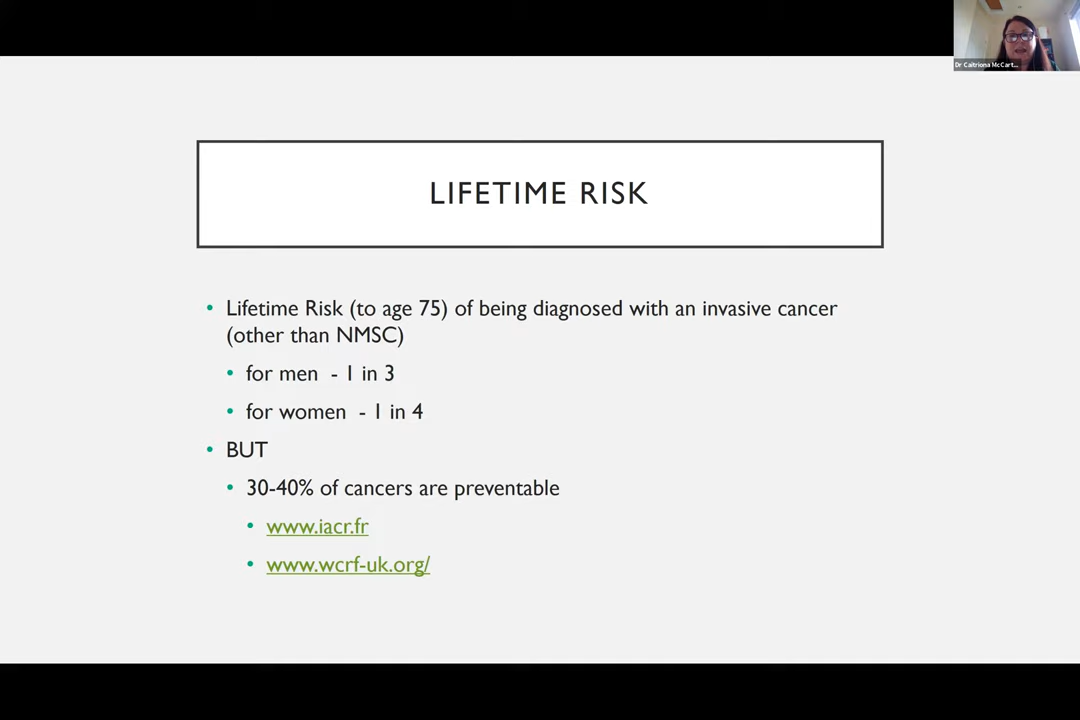 Dr Caitriona McCart...
LIFETIME RISK
• Lifetime Risk (to age 75) of being diagnosed with an invasive cancer
(other than NMSC)
• for men - 1 in 3
• for women - 1 in 4
• BUT
• 30-40% of cancers are preventable
• www.iacr.fr
• www.wcrf-uk.org/